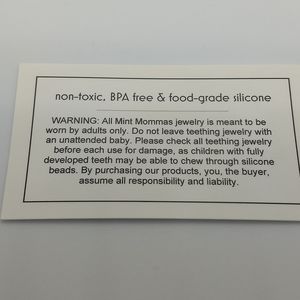 non-toxic, BPA free & food-grade silicone
WARNING: All Mint Mommas jewelry is meant to be
worn by adults only. Do not leave teething jewelry with
an unattended baby. Please check all teething jewelry
before each use for damage, as children with fully
developed teeth may be able to chew through silicone
beads. By purchasing our products, you, the buyer,
assume all responsibility and liability.